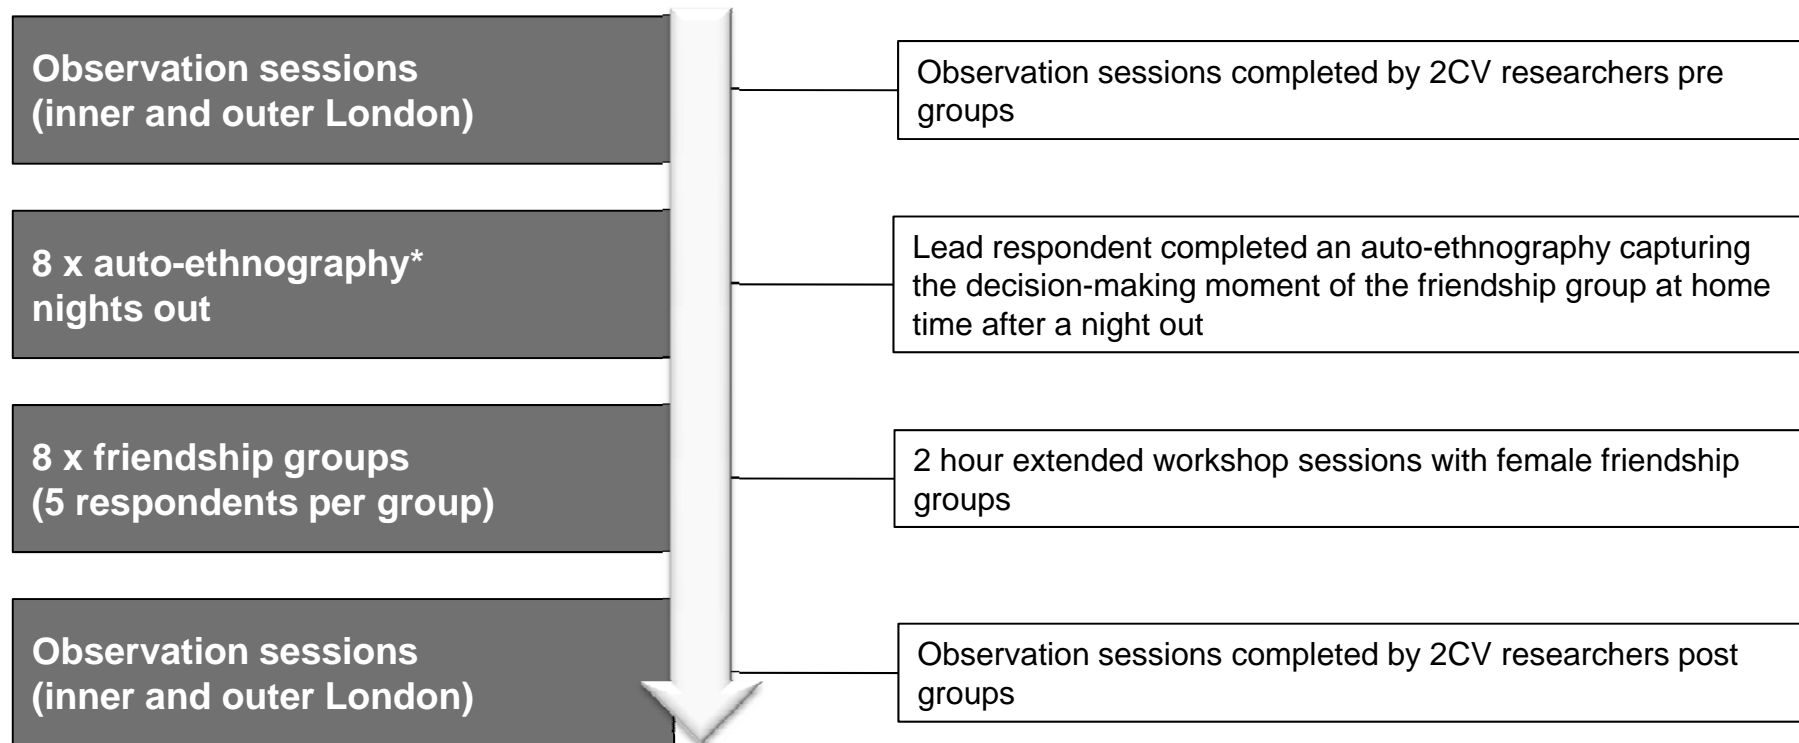 Observation sessions
(inner and outer London)
Observation sessions completed by 2CV researchers pre
groups
8 x auto-ethnography*
nights out
Lead respondent completed an auto-ethnography capturing
the decision-making moment of the friendship group at home
time after a night out
8 x friendship groups
(5 respondents per group)
2 hour extended workshop sessions with female friendship
groups
Observation sessions
(inner and outer London)
Observation sessions completed by 2CV researchers post
groups